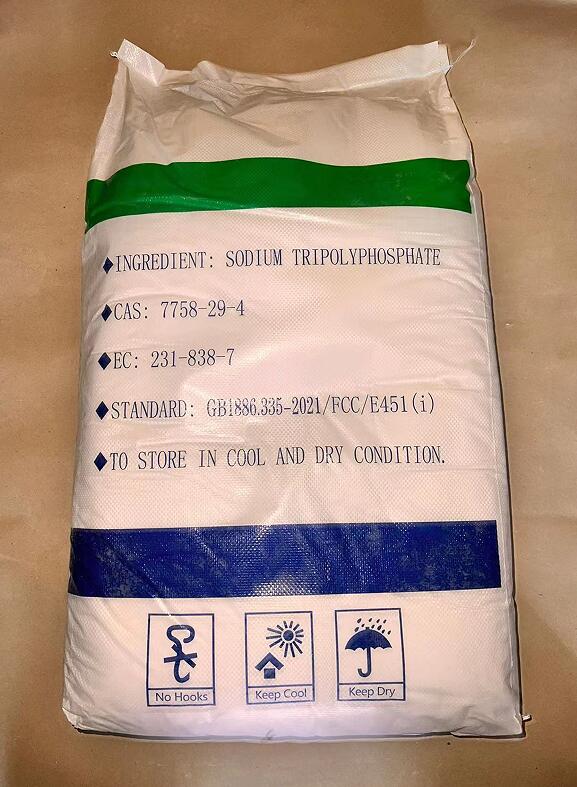 ◆INGREDIENT: SODIUM TRIPOLYPHOSPHATE
◆CAS: 7758-29-4
◆EC: 231-838-7
◆STANDARD: GB1886.335-2021/FCC/E451(i)
◆TO STORE IN COOL AND DRY CONDITION.
No Hooks
Keep Cool
Keep Dry